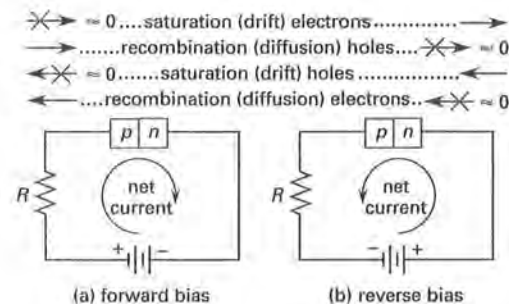 ≈ 0....saturation (drift) electrons............
.......recombination (diffusion) holes.... ≈ 0
≈ 0....saturation (drift) holes..............
....recombination (diffusion) electrons.. ≈ 0
p n
R
net
current
+ −
(a) forward bias
p n
R
net
current
− +
(b) reverse bias